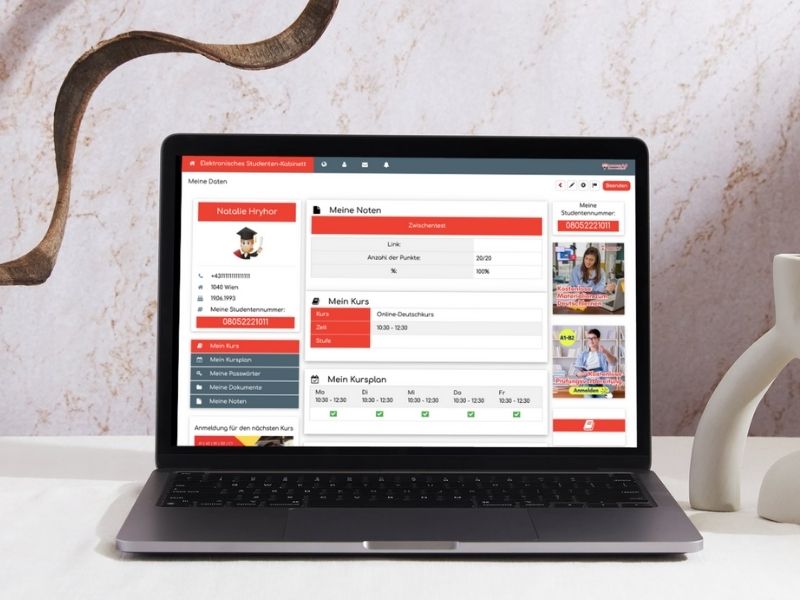 Elektronisches Studenten-Kabinett
Meine Daten
Beenden
Natalie Hryhor
+43111111111111
1040 Wien
19.06.1993
Meine Studentennummer:
08052221011
Mein Kurs
Mein Kursplan
Meine Passwörter
Meine Dokumente
Meine Noten
Anmeldung für den nächsten Kurs
Meine Noten
Zwischentest
Link:
Anzahl der Punkte: 20/20
%: 100%
Mein Kurs
Kurs Online-Deutschkurs
Zeit 10:30 - 12:30
Stufe
Mein Kursplan
Mo Di Mi Do Fr
10:30 - 12:30 10:30 - 12:30 10:30 - 12:30 10:30 - 12:30 10:30 - 12:30
Meine
Studentennummer:
08052221011
Kostenlose
Materialien zum
Deutschlernen
A1-B2
Kostenlose
Prüfungsvorbereitung
Anmelden